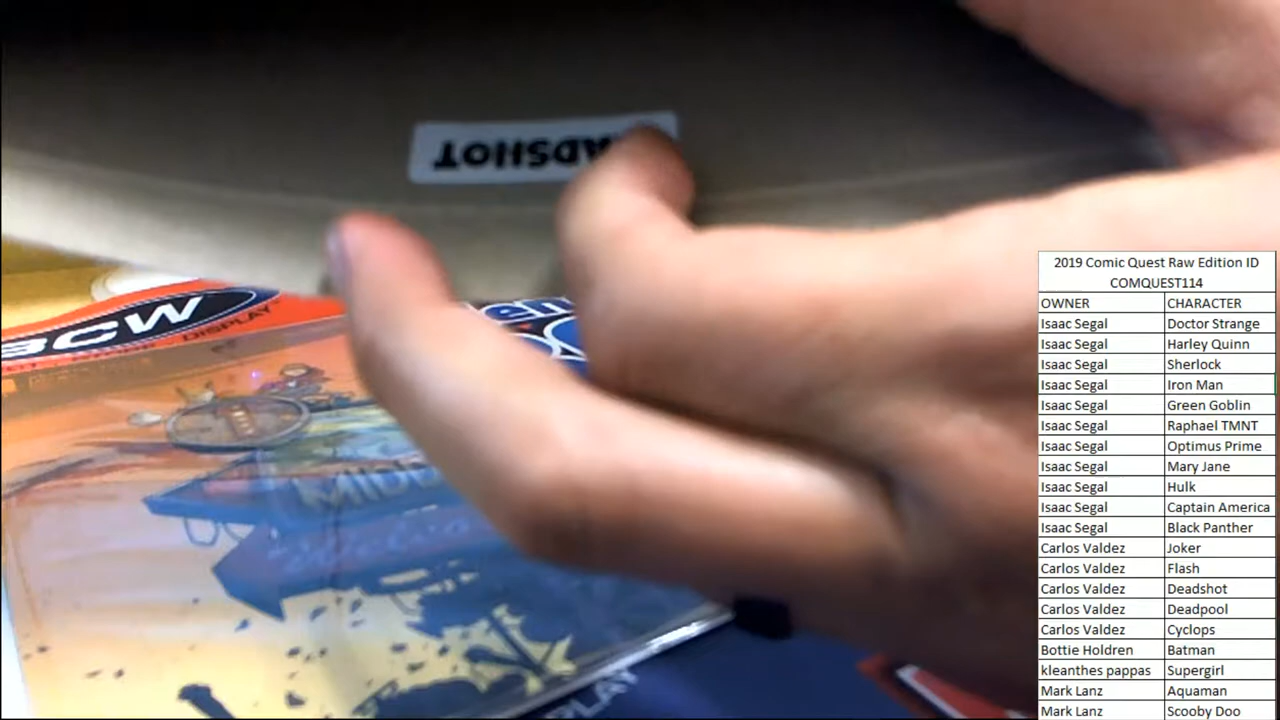 ADSHOT
BCW
DISPLAY
en
MIDD
PLAY
2019 Comic Quest Raw Edition ID
COMQUEST114
OWNER CHARACTER
Isaac Segal Doctor Strange
Isaac Segal Harley Quinn
Isaac Segal Sherlock
Isaac Segal Iron Man
Isaac Segal Green Goblin
Isaac Segal Raphael TMNT
Isaac Segal Optimus Prime
Isaac Segal Mary Jane
Isaac Segal Hulk
Isaac Segal Captain America
Isaac Segal Black Panther
Carlos Valdez Joker
Carlos Valdez Flash
Carlos Valdez Deadshot
Carlos Valdez Deadpool
Carlos Valdez Cyclops
Bottie Holdren Batman
kleanthes pappas Supergirl
Mark Lanz Aquaman
Mark Lanz Scooby Doo